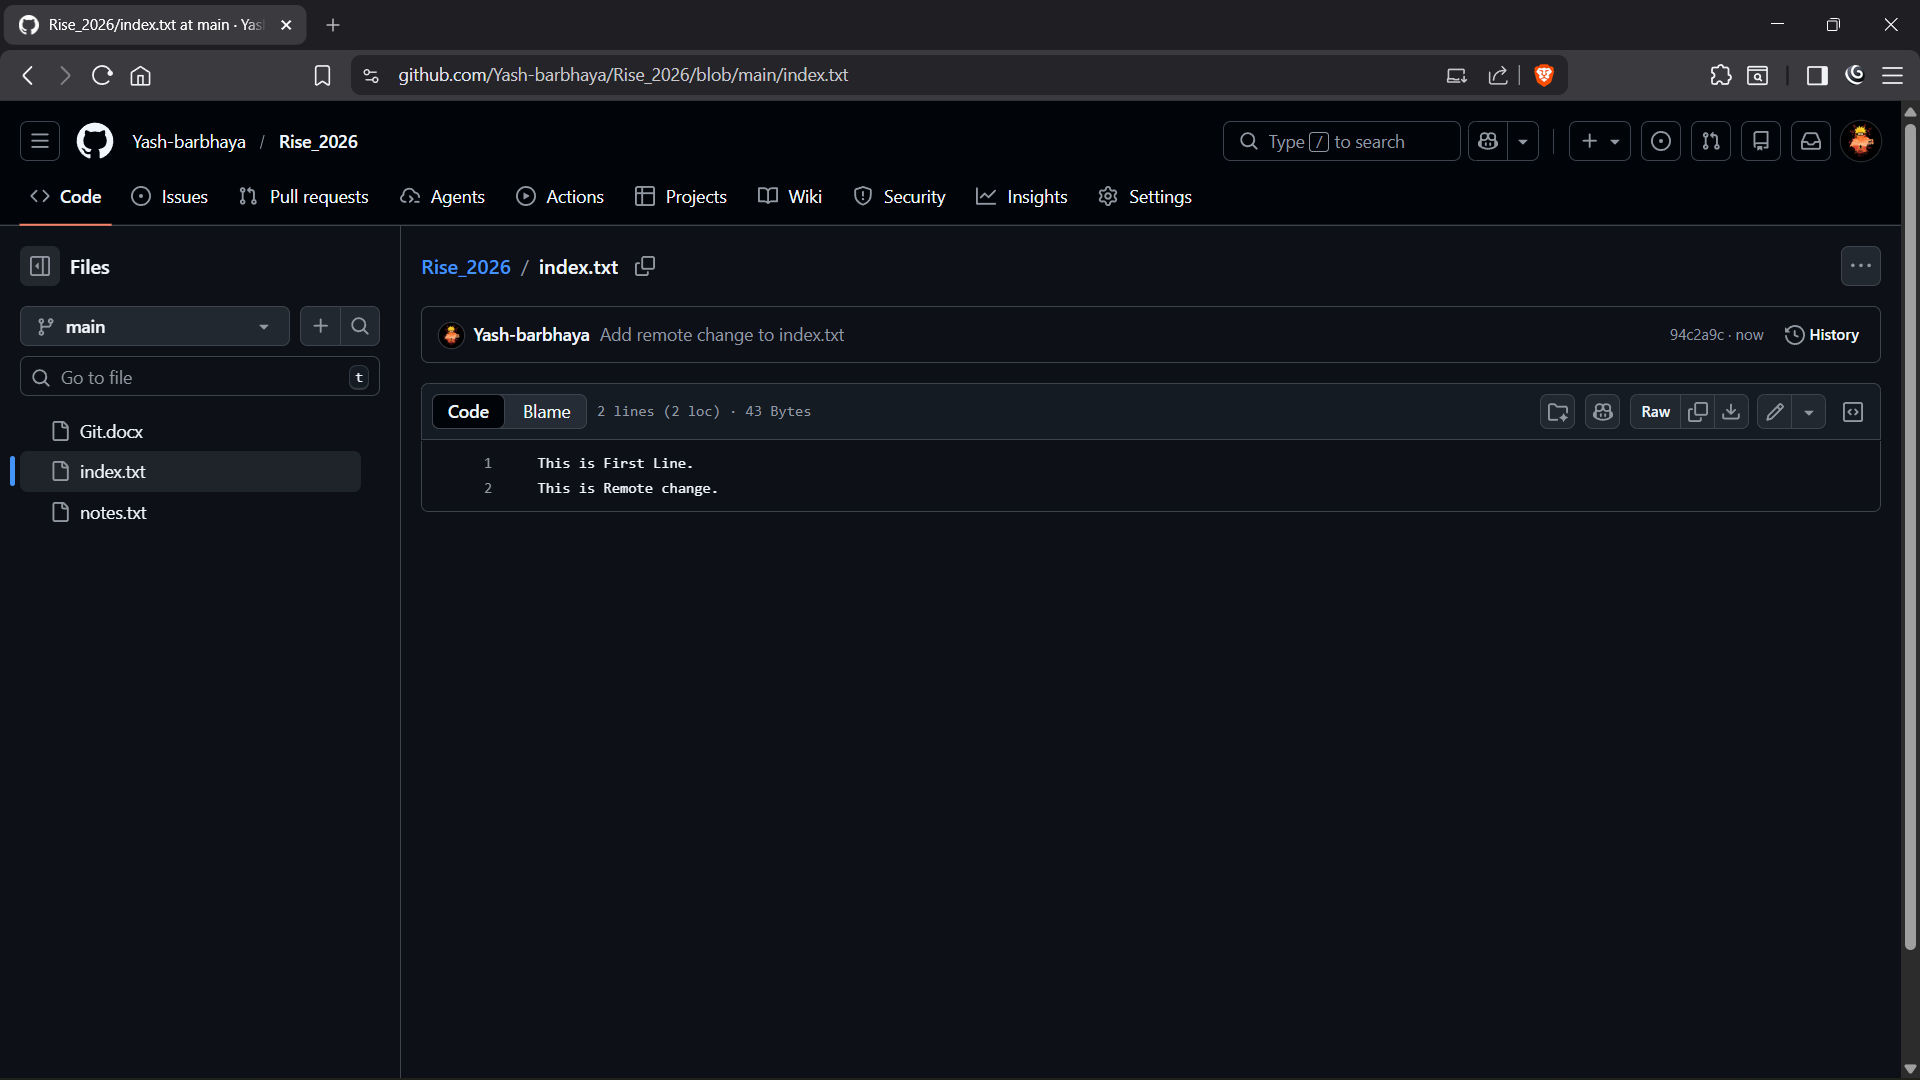 Rise_2026/index.txt at main · Yas
github.com/Yash-barbhaya/Rise_2026/blob/main/index.txt
Yash-barbhaya / Rise_2026
Type / to search
Code
Issues
Pull requests
Agents
Actions
Projects
Wiki
Security
Insights
Settings
Files
main
Go to file
t
Git.docx
index.txt
notes.txt
Rise_2026 / index.txt
Yash-barbhaya Add remote change to index.txt
94c2a9c · now
History
Code
Blame
2 lines (2 loc) · 43 Bytes
Raw
1 This is First Line.
2 This is Remote change.